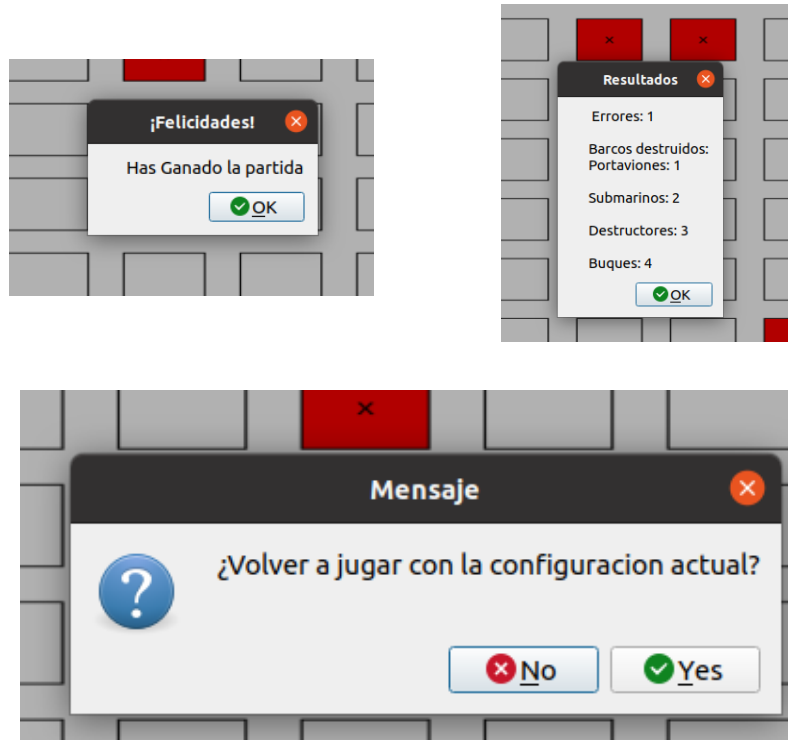 ¡Felicidades!
Has Ganado la partida
OK
× ×
Resultados
Errores: 1
Barcos destruidos:
Portaviones: 1
Submarinos: 2
Destructores: 3
Buques: 4
OK
×
Mensaje
¿Volver a jugar con la configuracion actual?
No Yes